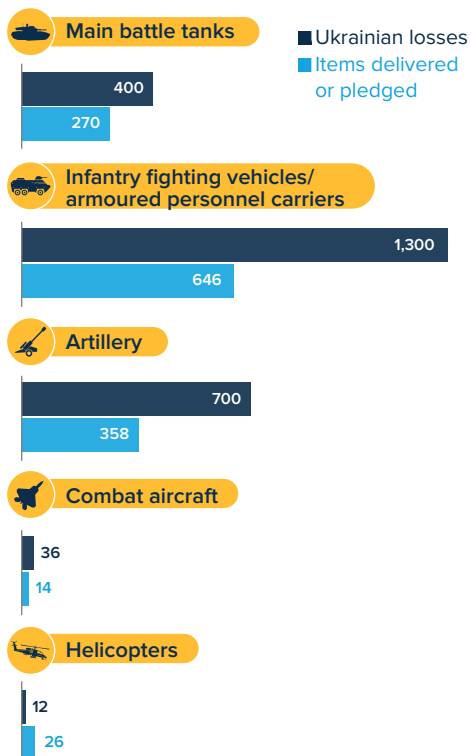 Main battle tanks
Ukrainian losses
Items delivered
or pledged
400
270
Infantry fighting vehicles/
armoured personnel carriers
1,300
646
Artillery
700
358
Combat aircraft
36
14
Helicopters
12
26